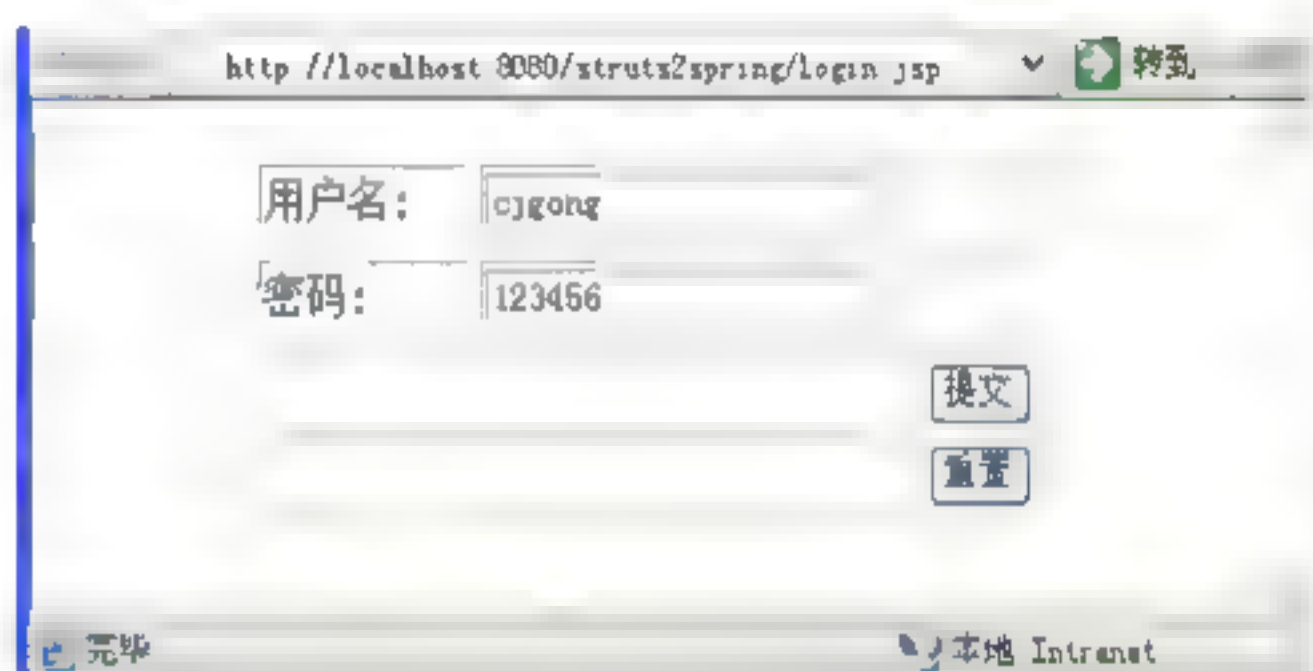 http //localhost 8080/struts2spring/login jsp 转到
用户名： cjgong
密码： 123456
提交
重置
完毕 本地 Intranet